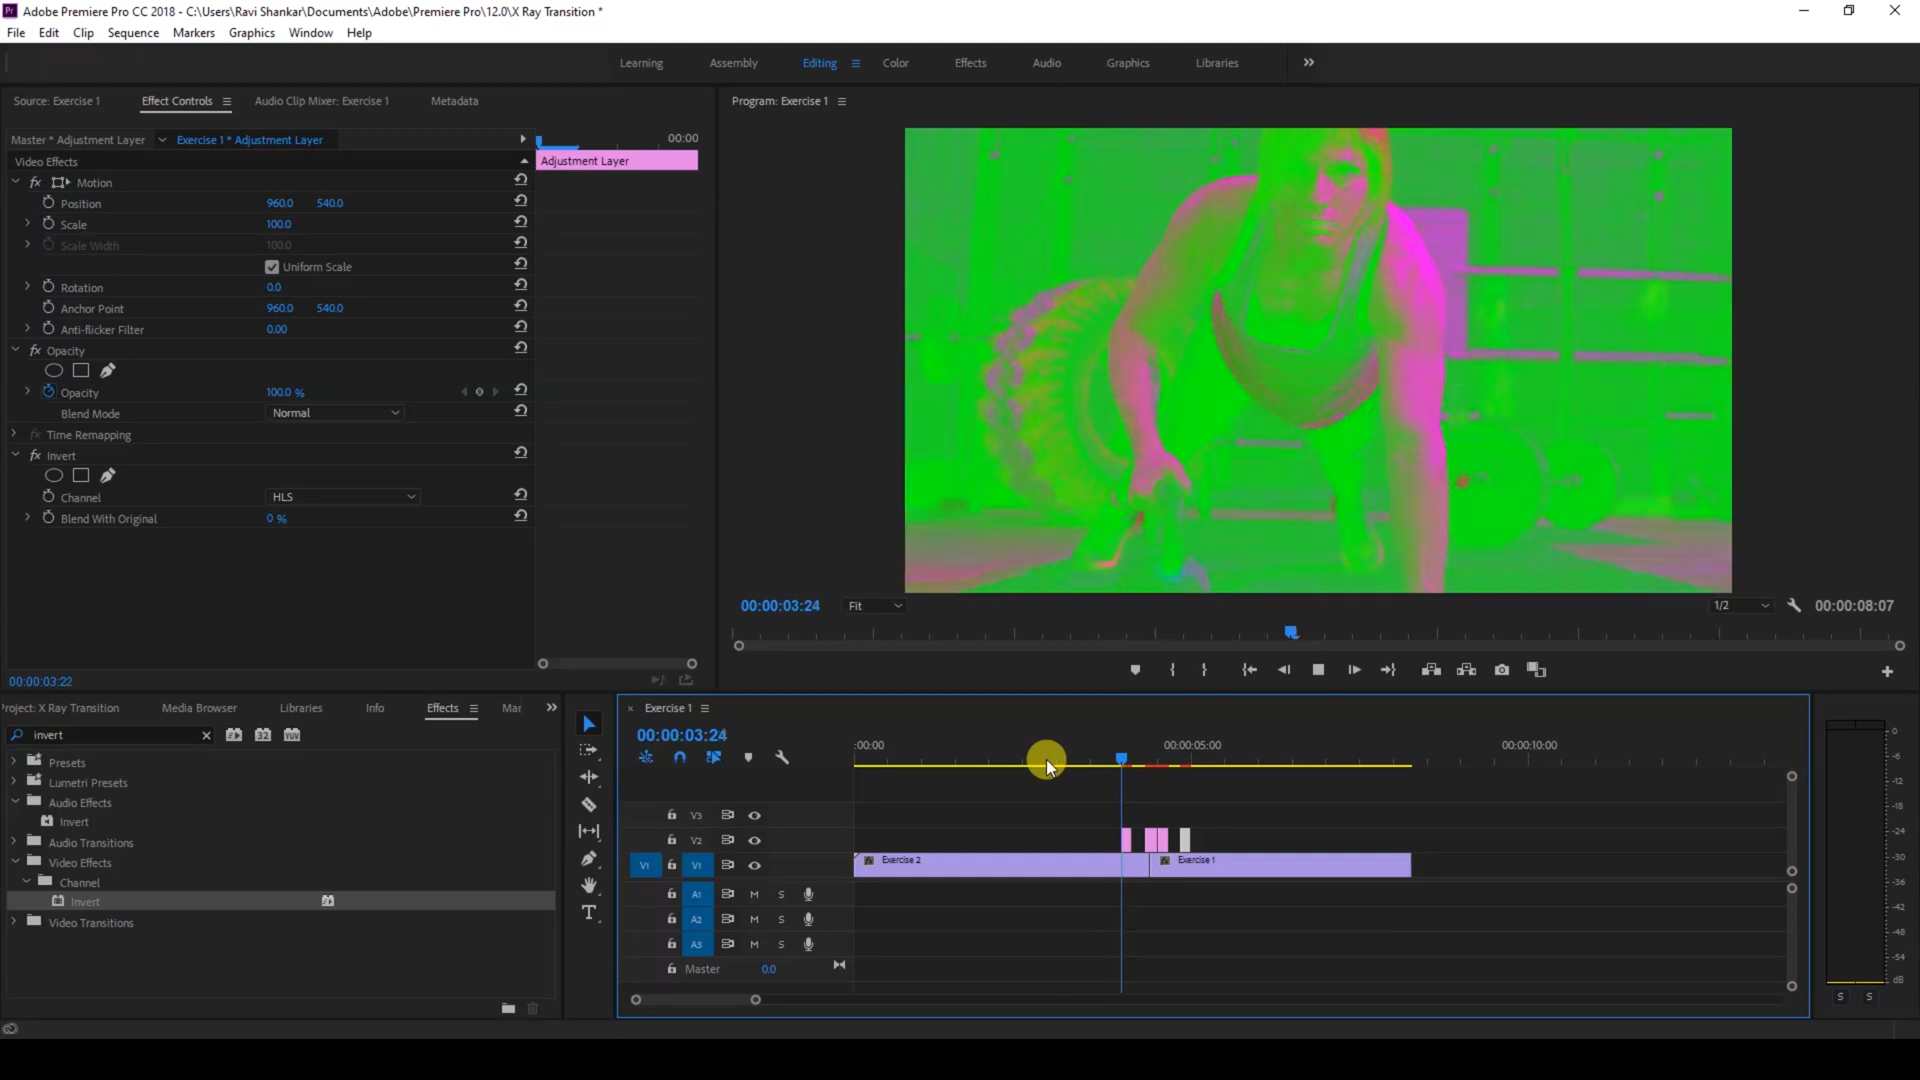 Pr Adobe Premiere Pro CC 2018 - C:\Users\Ravi Shankar\Documents\Adobe\Premiere Pro\12.0\X Ray Transition *
File Edit Clip Sequence Markers Graphics Window Help
Learning Assembly Editing Color Effects Audio Graphics Libraries
Source: Exercise 1 Effect Controls Audio Clip Mixer: Exercise 1 Metadata
Program: Exercise 1
Master * Adjustment Layer Exercise 1 * Adjustment Layer 00:00
Video Effects Adjustment Layer
fx Motion
Position 960.0 540.0
Scale 100.0
Scale Width 100.0
Uniform Scale
Rotation 0.0
Anchor Point 960.0 540.0
Anti-flicker Filter 0.00
fx Opacity
Opacity 100.0 %
Blend Mode Normal
fx Time Remapping
fx Invert
Channel HLS
Blend With Original 0 %
00:00:03:22
00:00:03:24 Fit 1/2 00:00:08:07
roject: X Ray Transition Media Browser Libraries Info Effects Mar
invert 32 YUV
Presets
Lumetri Presets
Audio Effects
Invert
Audio Transitions
Video Effects
Channel
Invert
Video Transitions
Exercise 1
00:00:03:24
:00:00 00:00:05:00 00:00:10:00
V3
V2
V1 V1 Exercise 2 Exercise 1
A1 M S
A2 M S
A3 M S
Master 0.0
0
-6
-12
-18
-24
-30
-36
-42
-48
-54
dB
S S